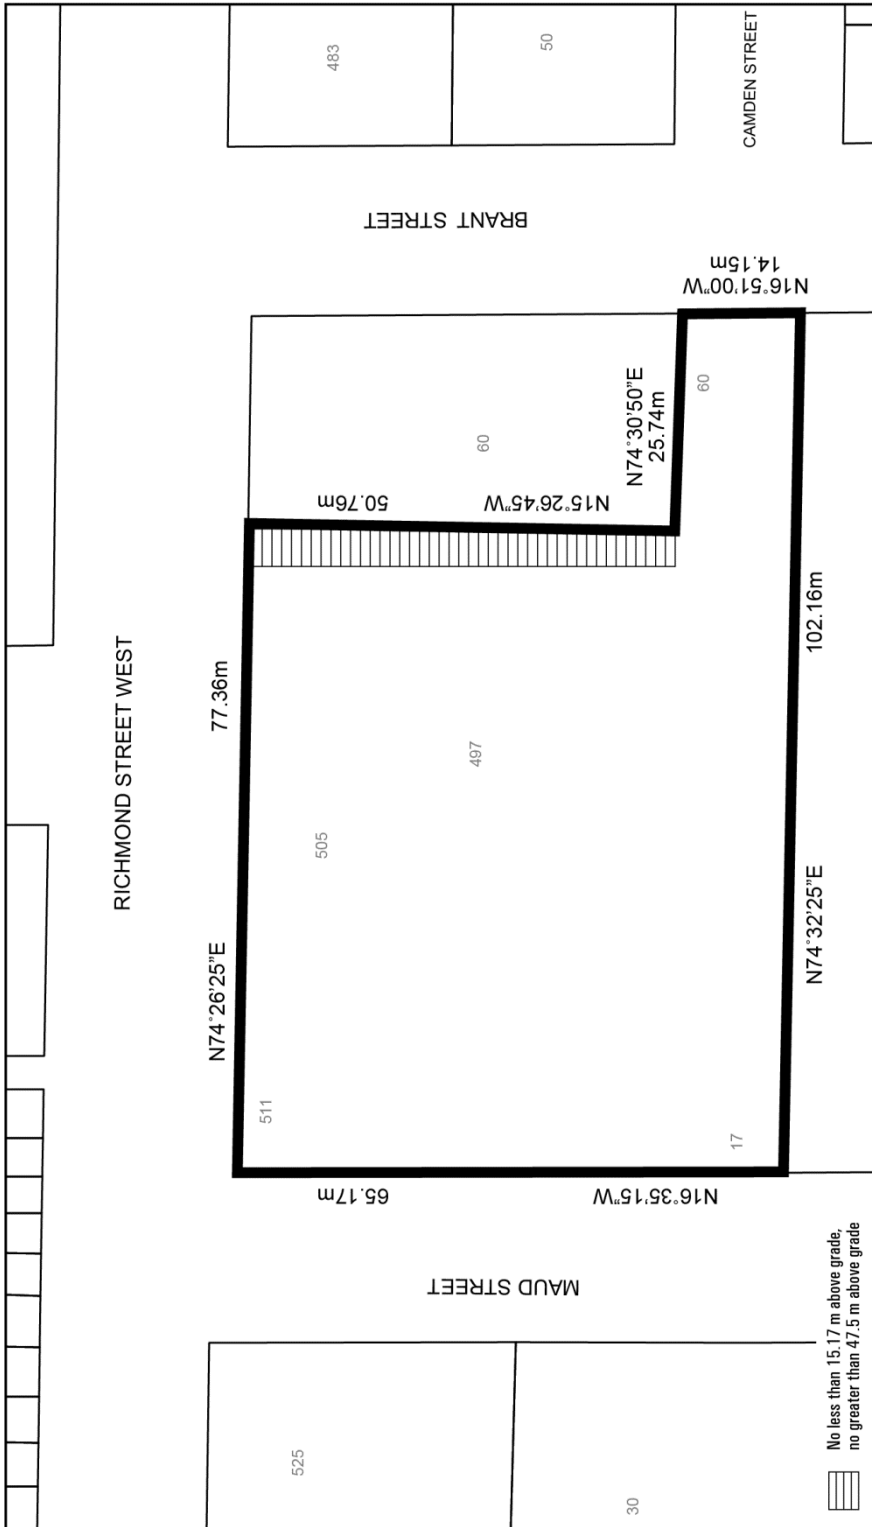 RICHMOND STREET WEST
N74°26'25"E
77.36m
511
525
505
483
65.17m
50.76m
BRANT STREET
497
60
MAUD STREET
N15°26'45"W
50
30
N16°35'15"W
N74°30'50"E
25.74m
60
17
N16°51'00"W
14.15m
CAMDEN STREET
N74°32'25"E
102.16m
No less than 15.17 m above grade,
no greater than 47.5 m above grade